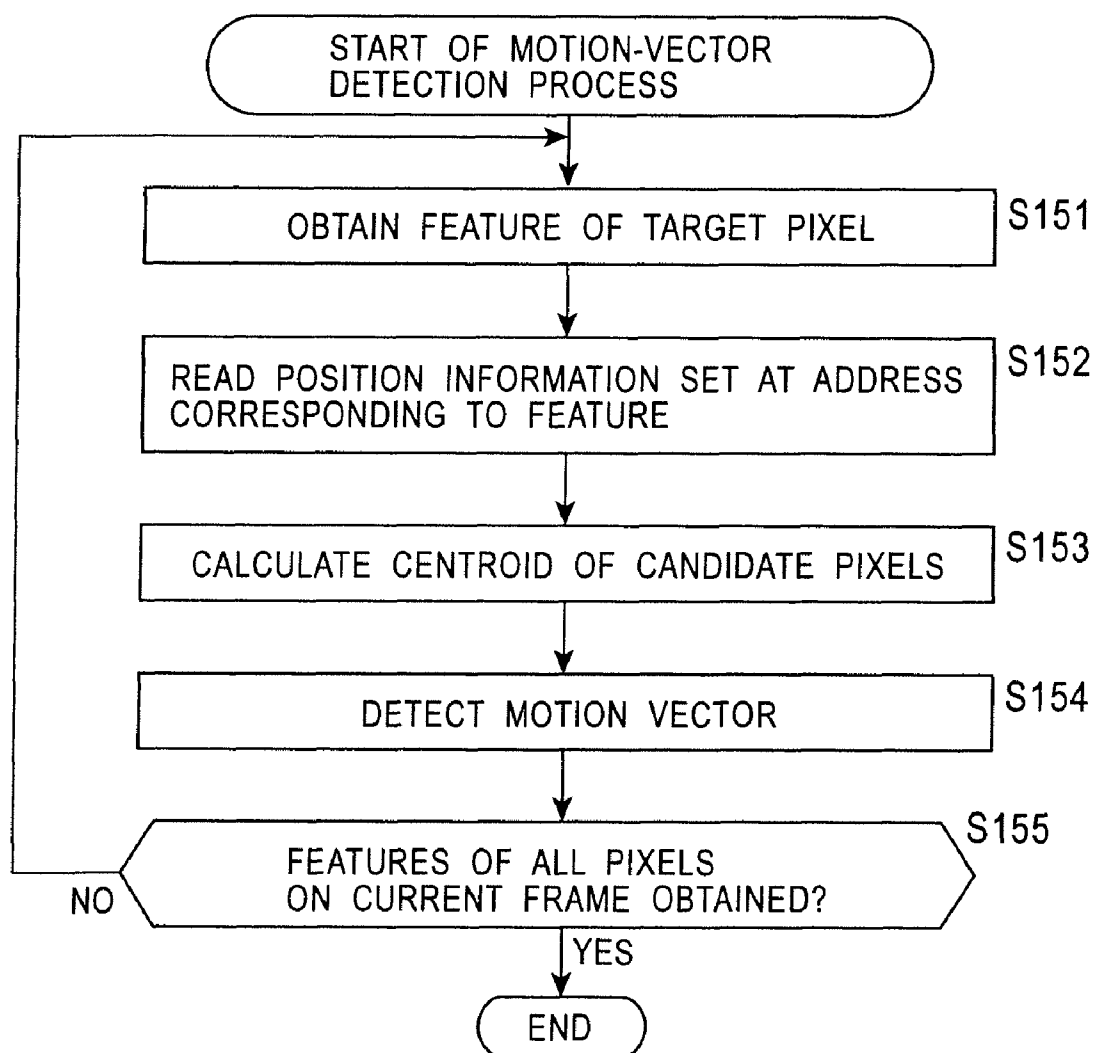 START OF MOTION-VECTOR
DETECTION PROCESS
OBTAIN FEATURE OF TARGET PIXEL
S151
READ POSITION INFORMATION SET AT ADDRESS
CORRESPONDING TO FEATURE
S152
CALCULATE CENTROID OF CANDIDATE PIXELS
S153
DETECT MOTION VECTOR
S154
FEATURES OF ALL PIXELS
ON CURRENT FRAME OBTAINED?
S155
NO
YES
END